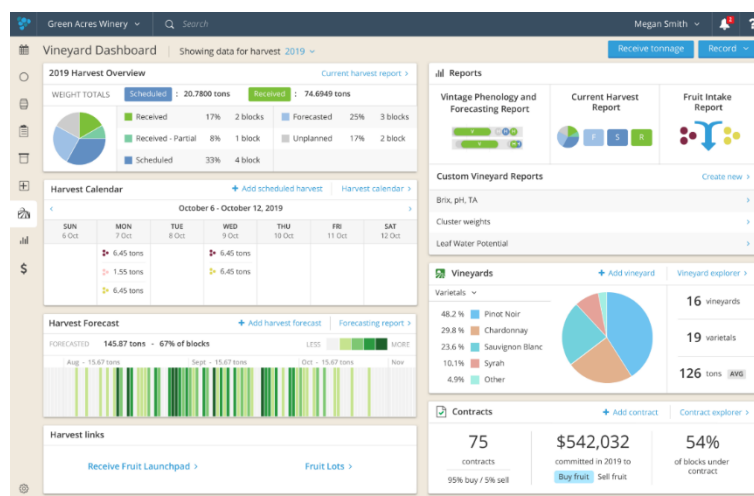 Green Acres Winery
Search
Megan Smith
2
?
Vineyard Dashboard
Showing data for harvest 2019
Receive tonnage
Record
2019 Harvest Overview
Current harvest report >
WEIGHT TOTALS Scheduled : 20.7800 tons Received : 74.6949 tons
Received 17% 2 blocks Forecasted 25% 3 blocks
Received - Partial 8% 1 block Unplanned 17% 2 block
Scheduled 33% 4 block
Harvest Calendar
+ Add scheduled harvest
Harvest calendar >
< October 6 - October 12, 2019 >
SUN MON TUE WED THU FRI SAT
6 Oct 7 Oct 8 Oct 9 Oct 10 Oct 11 Oct 12 Oct
6.45 tons 6.45 tons
1.55 tons 6.45 tons
6.45 tons
Harvest Forecast
+ Add harvest forecast
Forecasting report >
FORECASTED 145.87 tons - 67% of blocks LESS MORE
Aug - 15.67 tons Sept - 15.67 tons Oct - 15.67 tons Nov
Harvest links
Receive Fruit Launchpad >
Fruit Lots >
Reports
Vintage Phenology and
Forecasting Report
V H
V
Current Harvest
Report
F S R
Fruit Intake
Report
Custom Vineyard Reports
Create new >
Brix, pH, TA >
Cluster weights >
Leaf Water Potential >
Vineyards
+ Add vineyard
Vineyard explorer >
Varietals
48.2 % Pinot Noir
29.8 % Chardonnay
23.6 % Sauvignon Blanc
10,1% Syrah
4.9% Other
16 vineyards
19 varietals
126 tons AVG
Contracts
+ Add contract
Contract explorer >
75
contracts
95% buy / 5% sell
$542,032
committed in 2019 to
Buy fruit Sell fruit
54%
of blocks under
contract